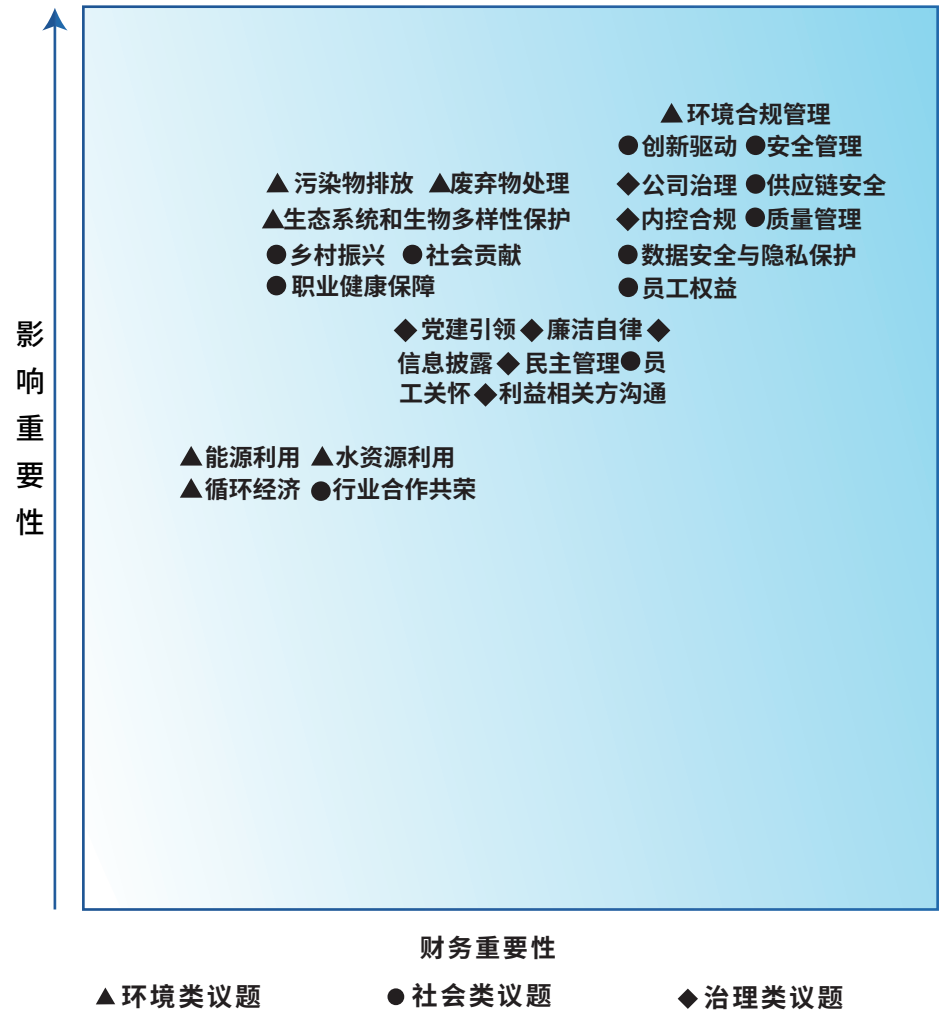 影
响
重
要
性
▲环境合规管理
●创新驱动 ●安全管理
◆公司治理 ●供应链安全
◆内控合规 ●质量管理
●数据安全与隐私保护
●员工权益
▲ 污染物排放 ▲废弃物处理
▲生态系统和生物多样性保护
●乡村振兴 ●社会贡献
● 职业健康保障
◆党建引领◆廉洁自律◆
信息披露◆民主管理●员
工关怀◆利益相关方沟通
▲能源利用 ▲水资源利用
▲循环经济 ●行业合作共荣
财务重要性
▲环境类议题 ●社会类议题 ◆治理类议题